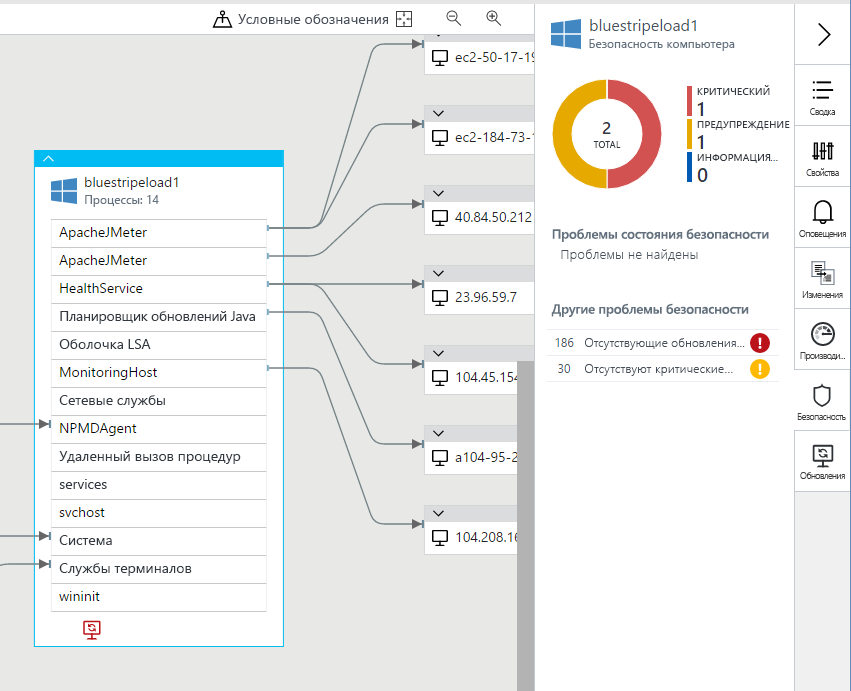 Условные обозначения
ec2-50-17-19
ec2-184-73-1
40.84.50.212
23.96.59.7
104.45.154
a104-95-2
104.208.16
bluestripeload1
Процессы: 14
ApacheJMeter
ApacheJMeter
HealthService
Планировщик обновлений Java
Оболочка LSA
MonitoringHost
Сетевые службы
NPMDAgent
Удаленный вызов процедур
services
svchost
Система
Службы терминалов
wininit
bluestripeload1
Безопасность компьютера
2
TOTAL
КРИТИЧЕСКИЙ
1
ПРЕДУПРЕЖДЕНИЕ
1
ИНФОРМАЦИЯ...
0
Проблемы состояния безопасности
Проблемы не найдены
Другие проблемы безопасности
186 Отсутствующие обновления...
30 Отсутствуют критические...
Сводка
Свойства
Оповещения
Изменения
Производи...
Безопасность
Обновления